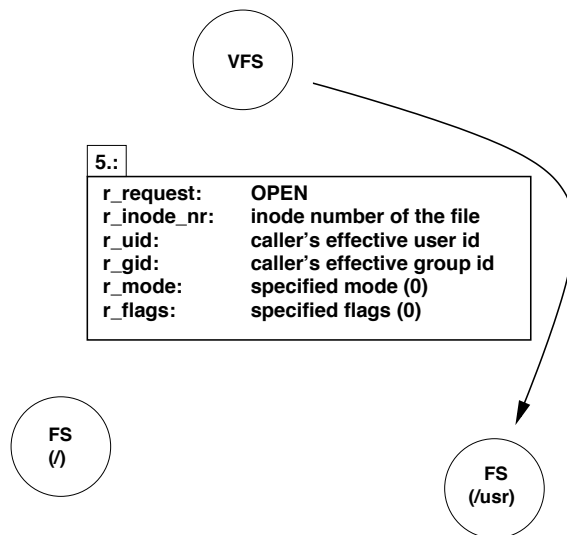 VFS
5.:
r_request: OPEN
r_inode_nr: inode number of the file
r_uid: caller's effective user id
r_gid: caller's effective group id
r_mode: specified mode (0)
r_flags: specified flags (0)
FS
(/)
FS
(/usr)